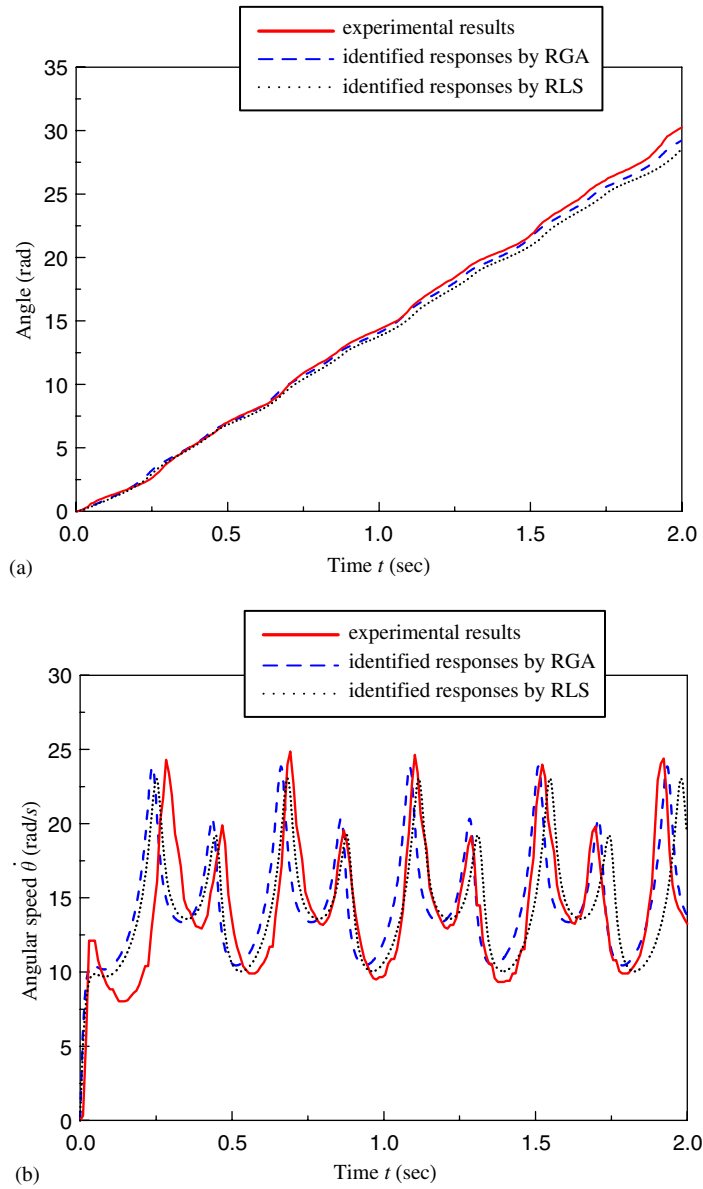 experimental results
identified responses by RGA
identified responses by RLS
35
30
25
20
15
10
5
0
Angle (rad)
0.0 0.5 1.0 1.5 2.0
Time t (sec)
(a)
experimental results
identified responses by RGA
identified responses by RLS
30
25
20
15
10
5
0
Angular speed θ̇ (rad/s)
0.0 0.5 1.0 1.5 2.0
Time t (sec)
(b)